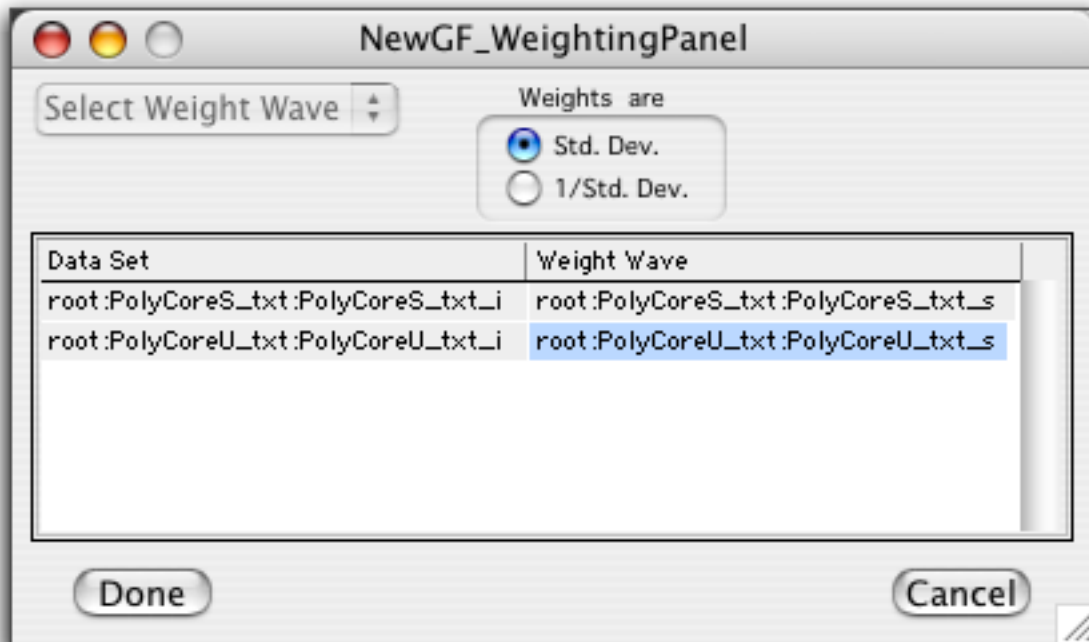 NewGF_WeightingPanel
Select Weight Wave
Weights are
Std. Dev.
1/Std. Dev.
Data Set Weight Wave
root:PolyCoreS_txt:PolyCoreS_txt_i root:PolyCoreS_txt:PolyCoreS_txt_s
root:PolyCoreU_txt:PolyCoreU_txt_i root:PolyCoreU_txt:PolyCoreU_txt_s
Done Cancel